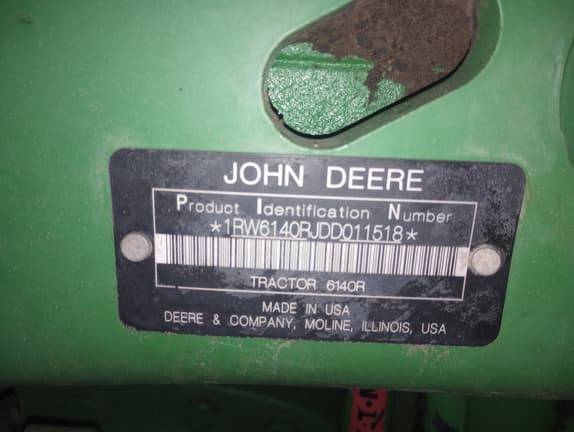 JOHN DEERE
Product Identification Number
*1RW6140RJDD011518*
TRACTOR 6140R
MADE IN USA
DEERE & COMPANY, MOLINE, ILLINOIS, USA